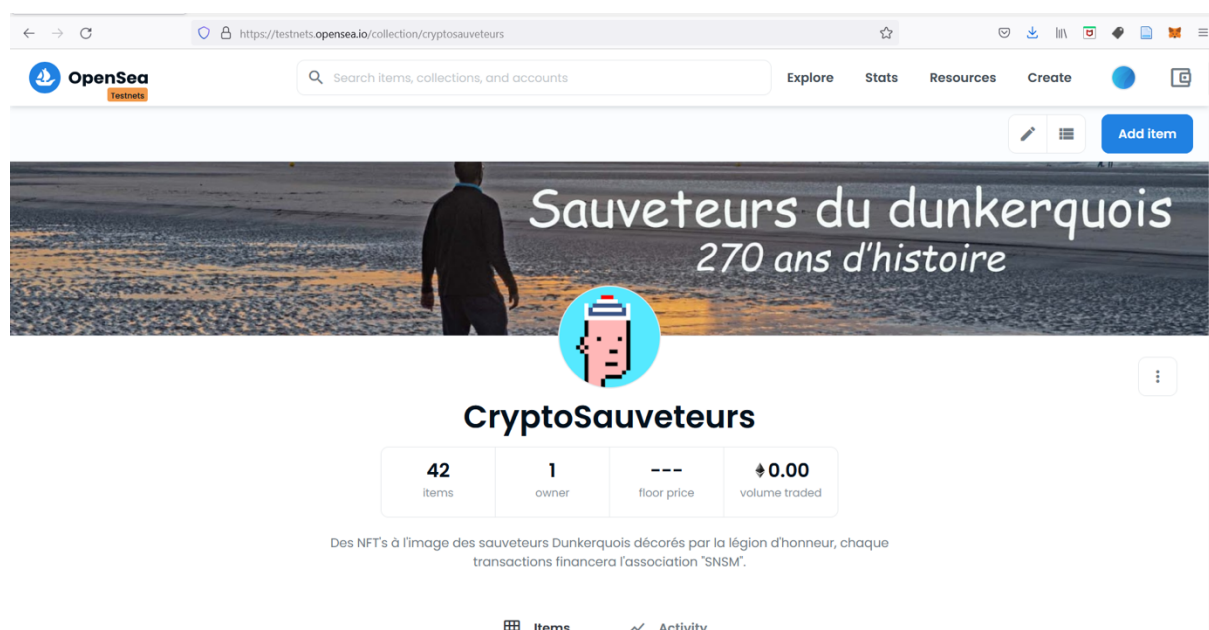 https://testnets.opensea.io/collection/cryptosauveteurs
OpenSea
Testnets
Search items, collections, and accounts
Explore Stats Resources Create
Add item
Sauveteurs du dunkerquois
270 ans d'histoire
CryptoSauveteurs
42 1 --- 0.00
items owner floor price volume traded
Des NFT's à l'image des sauveteurs Dunkerquois décorés par la légion d'honneur, chaque
transactions financera l'association "SNSM".
Items Activity